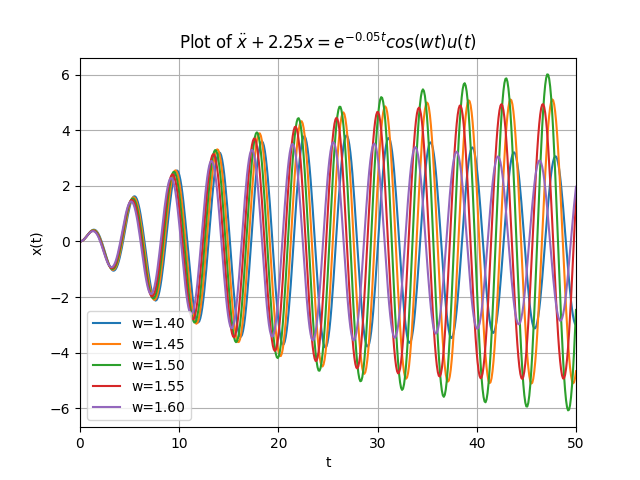 Plot of ẍ + 2.25x = e^{-0.05t}cos(wt)u(t)
x(t)
6
4
2
0
−2
−4
−6
w=1.40
w=1.45
w=1.50
w=1.55
w=1.60
0 10 20 30 40 50
t